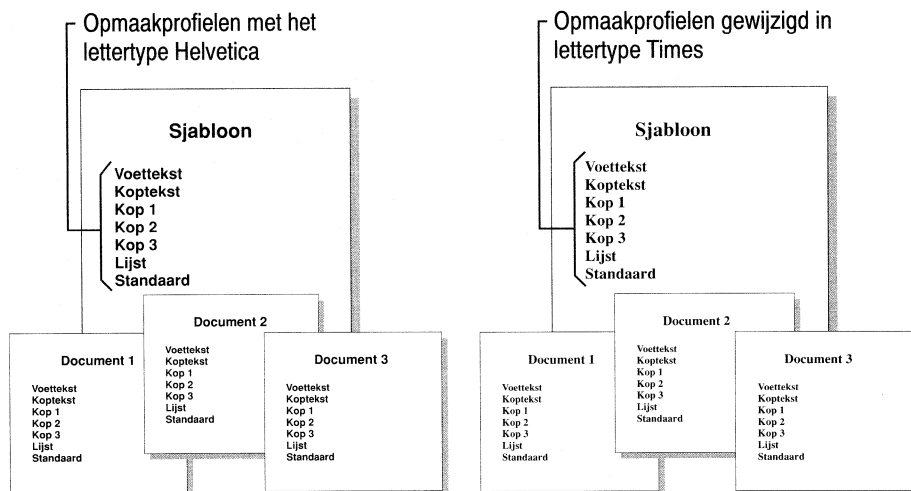 Opmaakprofielen met het
lettertype Helvetica
Sjabloon
Voettekst
Koptekst
Kop 1
Kop 2
Kop 3
Lijst
Standaard
Document 1
Voettekst
Koptekst
Kop 1
Kop 2
Kop 3
Lijst
Standaard
Document 2
Voettekst
Koptekst
Kop 1
Kop 2
Kop 3
Lijst
Standaard
Document 3
Voettekst
Koptekst
Kop 1
Kop 2
Kop 3
Lijst
Standaard
Opmaakprofielen gewijzigd in
lettertype Times
Sjabloon
Voettekst
Koptekst
Kop 1
Kop 2
Kop 3
Lijst
Standaard
Document 1
Voettekst
Koptekst
Kop 1
Kop 2
Kop 3
Lijst
Standaard
Document 2
Voettekst
Koptekst
Kop 1
Kop 2
Kop 3
Lijst
Standaard
Document 3
Voettekst
Koptekst
Kop 1
Kop 2
Kop 3
Lijst
Standaard